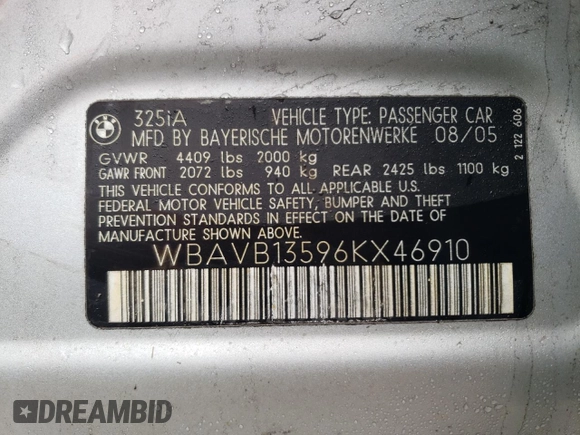 BMW
325iA VEHICLE TYPE: PASSENGER CAR
MFD BY BAYERISCHE MOTORENWERKE 08/05
GVWR 4409 lbs 2000 kg
GAWR FRONT 2072 lbs 940 kg REAR 2425 lbs 1100 kg
THIS VEHICLE CONFORMS TO ALL APPLICABLE U.S.
FEDERAL MOTOR VEHICLE SAFETY, BUMPER AND THEFT
PREVENTION STANDARDS IN EFFECT ON THE DATE OF
MANUFACTURE SHOWN ABOVE.
WBAVB13596KX46910
2 122 606
DREAMBID